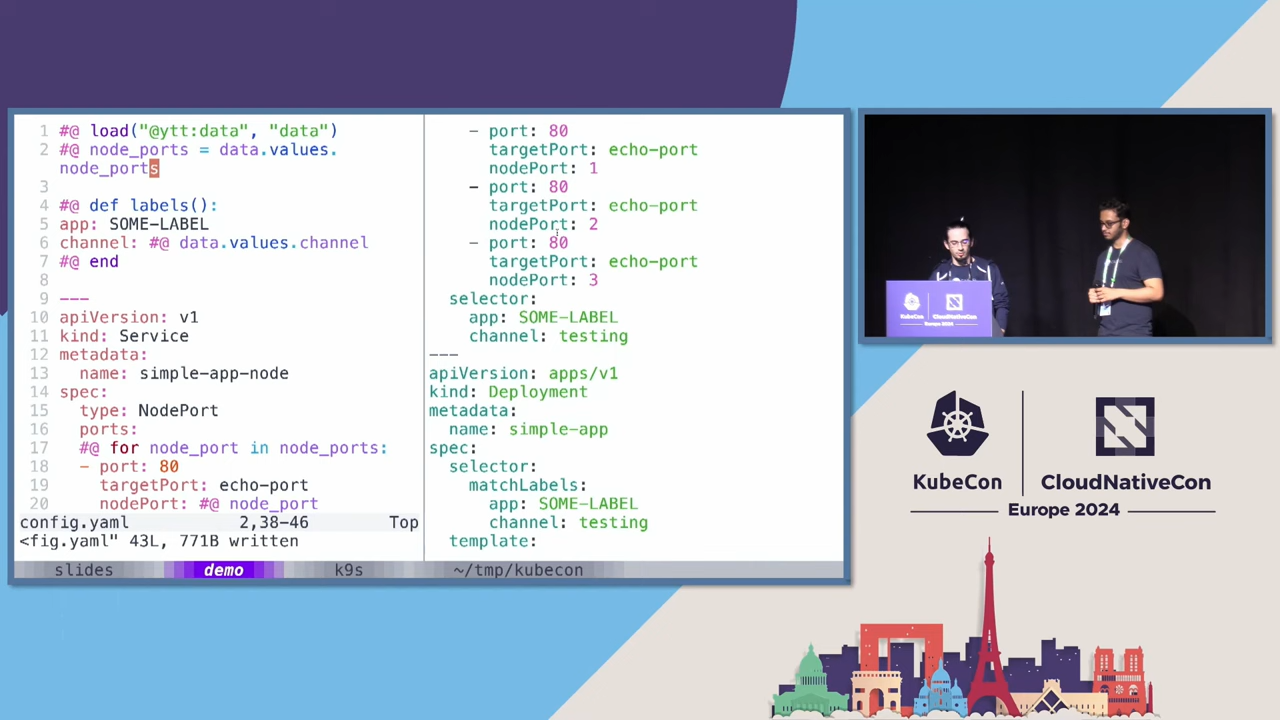 1 #@ load("@ytt:data", "data")
2 #@ node_ports = data.values.
node_ports
3
4 #@ def labels():
5 app: SOME-LABEL
6 channel: #@ data.values.channel
7 #@ end
8
9 ---
10 apiVersion: v1
11 kind: Service
12 metadata:
13   name: simple-app-node
14 spec:
15   type: NodePort
16   ports:
17   #@ for node_port in node_ports:
18   - port: 80
19     targetPort: echo-port
20     nodePort: #@ node_port
config.yaml 2,38-46 Top
<fig.yaml" 43L, 771B written
    - port: 80
      targetPort: echo-port
      nodePort: 1
    - port: 80
      targetPort: echo-port
      nodePort: 2
    - port: 80
      targetPort: echo-port
      nodePort: 3
  selector:
    app: SOME-LABEL
    channel: testing
---
apiVersion: apps/v1
kind: Deployment
metadata:
  name: simple-app
spec:
  selector:
    matchLabels:
      app: SOME-LABEL
      channel: testing
  template:
slides demo k9s ~/tmp/kubecon
KubeCon CloudNativeCon
Europe 2024
KubeCon CloudNativeCon
Europe 2024